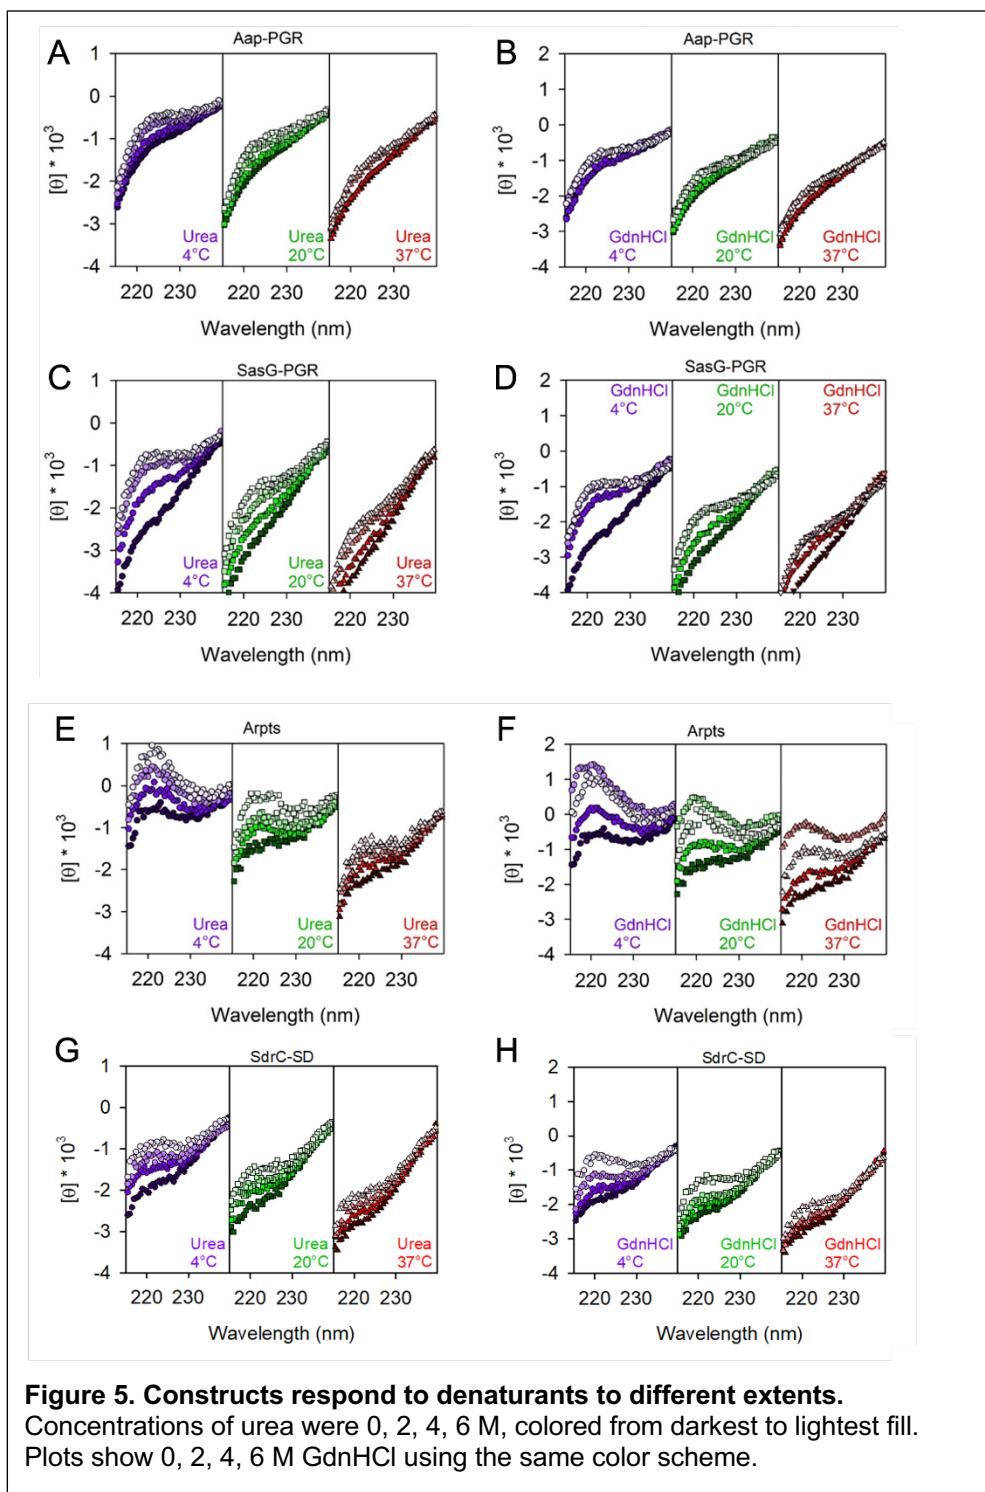 A
Aap-PGR
1
0
-1
-2
-3
-4
[θ] * 10³
Urea
4°C
Urea
20°C
Urea
37°C
220 230 220 230 220 230
Wavelength (nm)
B
Aap-PGR
2
1
0
-1
-2
-3
-4
[θ] * 10³
GdnHCl
4°C
GdnHCl
20°C
GdnHCl
37°C
220 230 220 230 220 230
Wavelength (nm)
C
SasG-PGR
1
0
-1
-2
-3
-4
[θ] * 10³
Urea
4°C
Urea
20°C
Urea
37°C
220 230 220 230 220 230
Wavelength (nm)
D
SasG-PGR
2
1
0
-1
-2
-3
-4
[θ] * 10³
GdnHCl
4°C
GdnHCl
20°C
GdnHCl
37°C
220 230 220 230 220 230
Wavelength (nm)
E
Arpts
1
0
-1
-2
-3
-4
[θ] * 10³
Urea
4°C
Urea
20°C
Urea
37°C
220 230 220 230 220 230
Wavelength (nm)
F
Arpts
2
1
0
-1
-2
-3
-4
[θ] * 10³
GdnHCl
4°C
GdnHCl
20°C
GdnHCl
37°C
220 230 220 230 220 230
Wavelength (nm)
G
SdrC-SD
1
0
-1
-2
-3
-4
[θ] * 10³
Urea
4°C
Urea
20°C
Urea
37°C
220 230 220 230 220 230
Wavelength (nm)
H
SdrC-SD
2
1
0
-1
-2
-3
-4
[θ] * 10³
GdnHCl
4°C
GdnHCl
20°C
GdnHCl
37°C
220 230 220 230 220 230
Wavelength (nm)
Figure 5. Constructs respond to denaturants to different extents.
Concentrations of urea were 0, 2, 4, 6 M, colored from darkest to lightest fill.
Plots show 0, 2, 4, 6 M GdnHCl using the same color scheme.